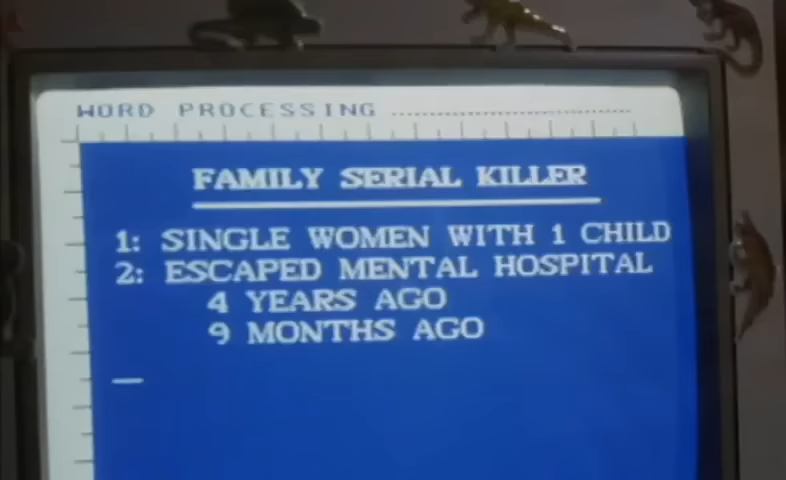 WORD PROCESSING
FAMILY SERIAL KILLER
1: SINGLE WOMEN WITH 1 CHILD
2: ESCAPED MENTAL HOSPITAL
4 YEARS AGO
9 MONTHS AGO